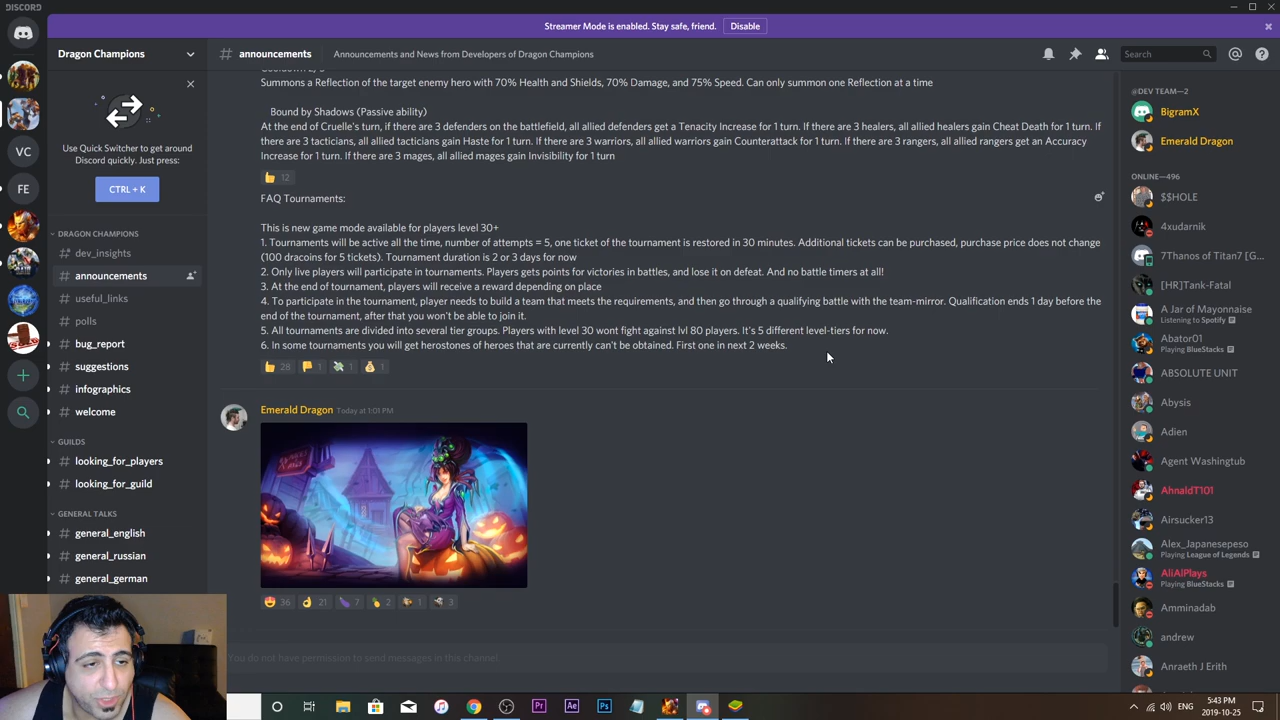 DISCORD
Streamer Mode is enabled. Stay safe, friend.
Disable
Dragon Champions
# announcements
Announcements and News from Developers of Dragon Champions
Search
Use Quick Switcher to get around
Discord quickly. Just press:
CTRL + K
VC
FE
DRAGON CHAMPIONS
# dev_insights
# announcements
# useful_links
# polls
# bug_report
# suggestions
# infographics
# welcome
GUILDS
# looking_for_players
# looking_for_guild
GENERAL TALKS
# general_english
# general_russian
# general_german
Summons a Reflection of the target enemy hero with 70% Health and Shields, 70% Damage, and 75% Speed. Can only summon one Reflection at a time
Bound by Shadows (Passive ability)
At the end of Cruelle's turn, if there are 3 defenders on the battlefield, all allied defenders get a Tenacity Increase for 1 turn. If there are 3 healers, all allied healers gain Cheat Death for 1 turn. If
there are 3 tacticians, all allied tacticians gain Haste for 1 turn. If there are 3 warriors, all allied warriors gain Counterattack for 1 turn. If there are 3 rangers, all allied rangers get an Accuracy
Increase for 1 turn. If there are 3 mages, all allied mages gain Invisibility for 1 turn
12
FAQ Tournaments:
This is new game mode available for players level 30+
1. Tournaments will be active all the time, number of attempts = 5, one ticket of the tournament is restored in 30 minutes. Additional tickets can be purchased, purchase price does not change
(100 dracoins for 5 tickets). Tournament duration is 2 or 3 days for now
2. Only live players will participate in tournaments. Players gets points for victories in battles, and lose it on defeat. And no battle timers at all!
3. At the end of tournament, players will receive a reward depending on place
4. To participate in the tournament, player needs to build a team that meets the requirements, and then go through a qualifying battle with the team-mirror. Qualification ends 1 day before the
end of the tournament, after that you won't be able to join it.
5. All tournaments are divided into several tier groups. Players with level 30 wont fight against lvl 80 players. It's 5 different level-tiers for now.
6. In some tournaments you will get herostones of heroes that are currently can't be obtained. First one in next 2 weeks.
28 1 1 1
Emerald Dragon Today at 1:01 PM
36 21 7 2 1 3
You do not have permission to send messages in this channel.
@DEV TEAM—2
BigramX
Emerald Dragon
ONLINE—496
$$HOLE
4xudarnik
7Thanos of Titan7 [G...
[HR]Tank-Fatal
A Jar of Mayonnaise
Listening to Spotify
Abator01
Playing BlueStacks
ABSOLUTE UNIT
Abysis
Adien
Agent Washingtub
AhnaldT101
Airsucker13
Alex_Japanesepeso
Playing League of Legends
AliAlPlays
Playing BlueStacks
Amminadab
andrew
Anraeth J Erith
Pr
Ae
Ps
ENG
5:43 PM
2019-10-25